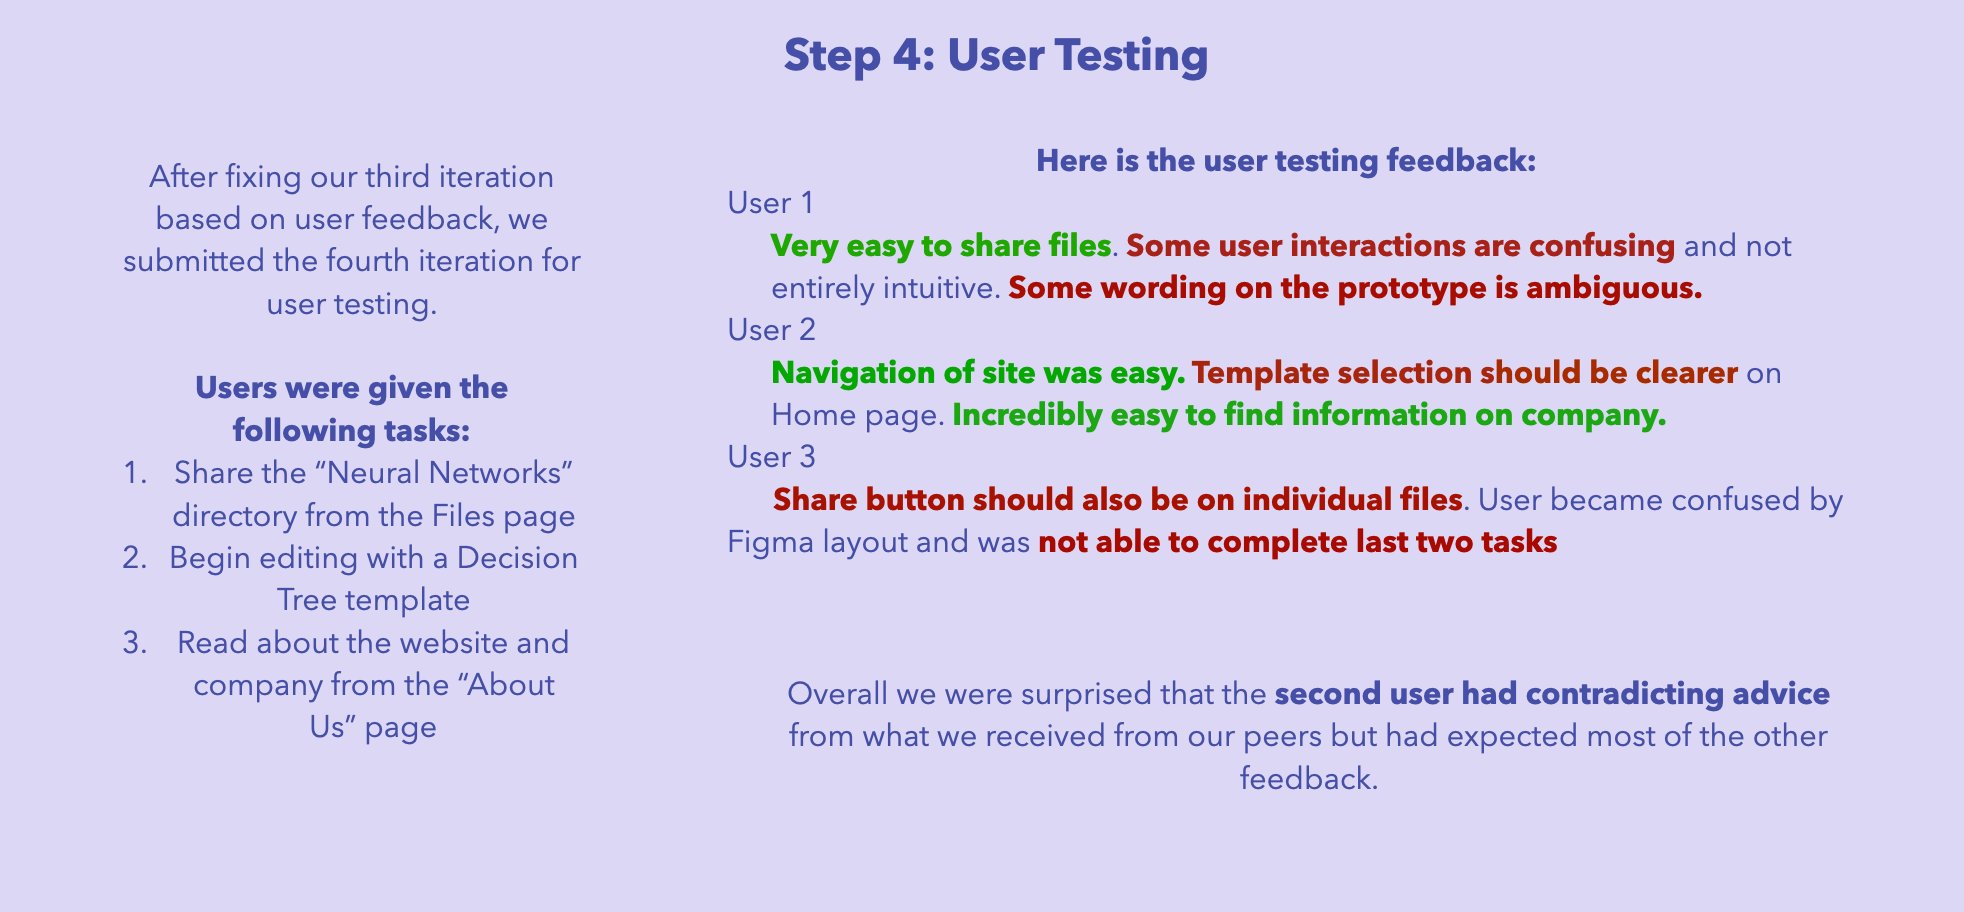 Step 4: User Testing
After fixing our third iteration
based on user feedback, we
submitted the fourth iteration for
user testing.
Users were given the
following tasks:
1. Share the “Neural Networks”
directory from the Files page
2. Begin editing with a Decision
Tree template
3. Read about the website and
company from the “About
Us” page
Here is the user testing feedback:
User 1
Very easy to share files. Some user interactions are confusing and not
entirely intuitive. Some wording on the prototype is ambiguous.
User 2
Navigation of site was easy. Template selection should be clearer on
Home page. Incredibly easy to find information on company.
User 3
Share button should also be on individual files. User became confused by
Figma layout and was not able to complete last two tasks
Overall we were surprised that the second user had contradicting advice
from what we received from our peers but had expected most of the other
feedback.